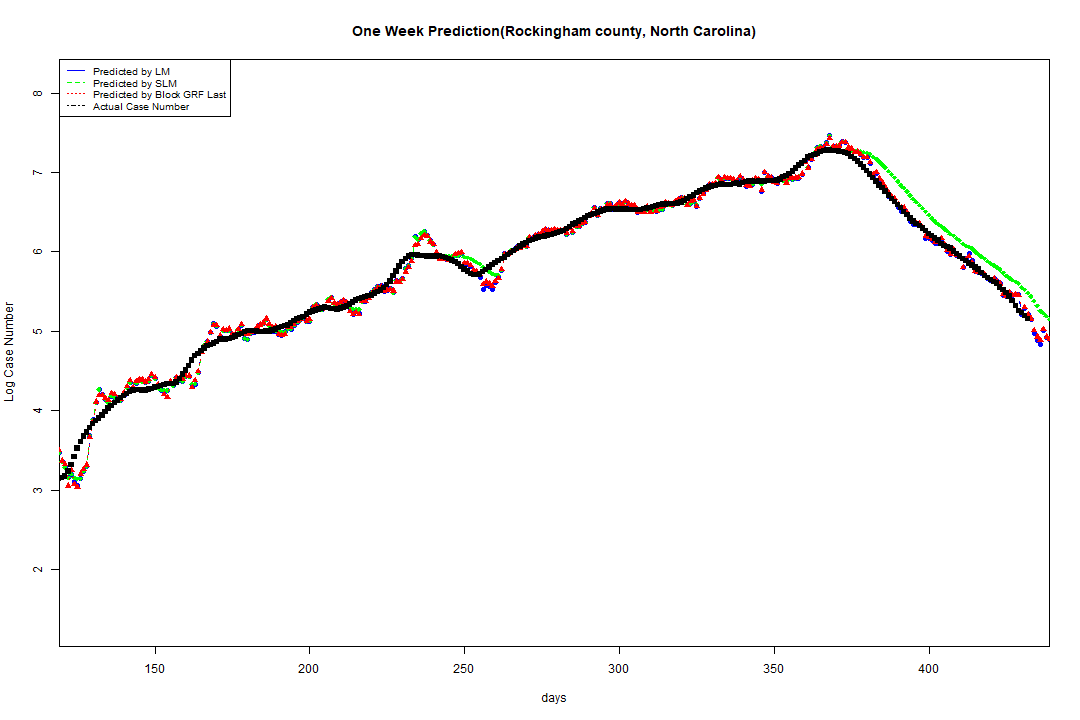 One Week Prediction(Rockingham county, North Carolina)
Predicted by LM
Predicted by SLM
Predicted by Block GRF Last
Actual Case Number
8
7
6
5
4
3
2
Log Case Number
150 200 250 300 350 400
days